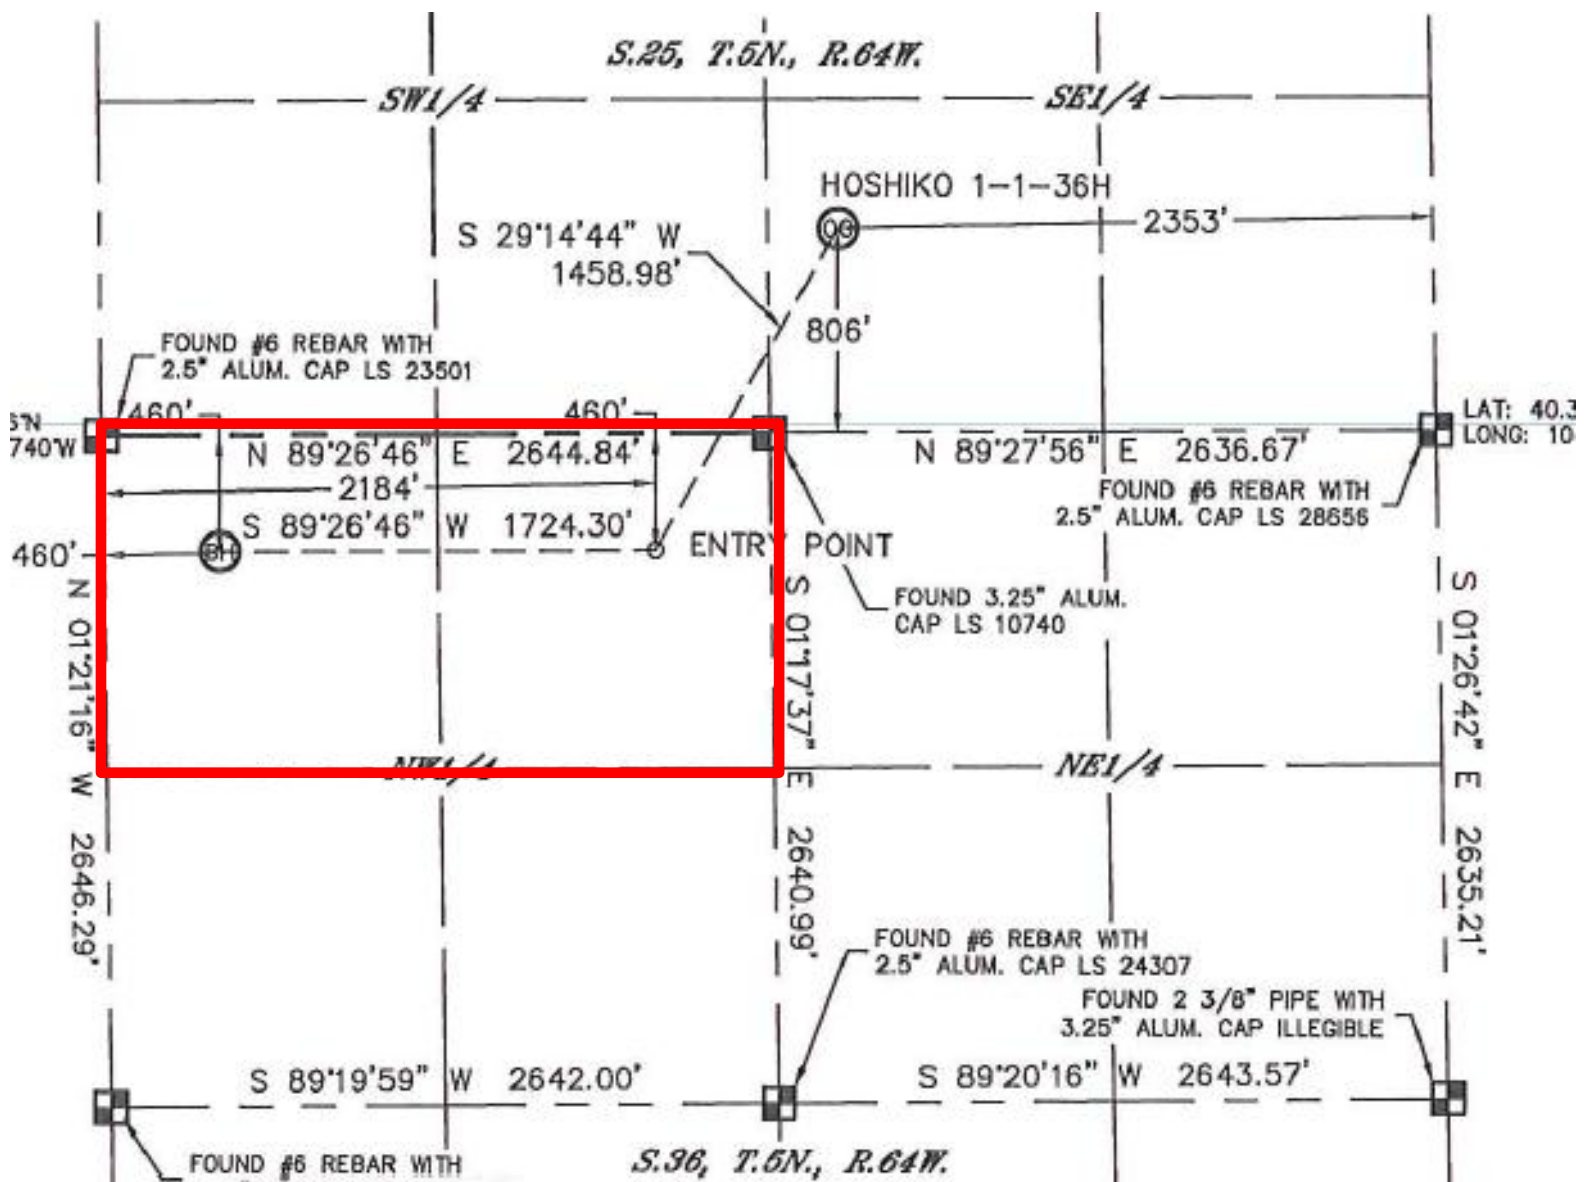 S.25, T.5N., R.64W.
SW1/4
SE1/4
HOSHIKO 1-1-36H
2353'
S 29°14'44" W
1458.98'
806'
FOUND #6 REBAR WITH
2.5" ALUM. CAP LS 23501
460'
460'
LAT: 40.3
LONG: 10
6"N
740"W
N 89°26'46" E 2644.84'
N 89°27'56" E 2636.67'
2184'
FOUND #6 REBAR WITH
2.5" ALUM. CAP LS 28656
S 89°26'46" W 1724.30'
460'
BH
ENTRY POINT
FOUND 3.25" ALUM.
CAP LS 10740
N 01°21'16" W 2646.29'
S 01°17'37" E 2640.99'
S 01°26'42" E 2635.21'
NW1/4
NE1/4
FOUND #6 REBAR WITH
2.5" ALUM. CAP LS 24307
FOUND 2 3/8" PIPE WITH
3.25" ALUM. CAP ILLEGIBLE
S 89°19'59" W 2642.00'
S 89°20'16" W 2643.57'
FOUND #6 REBAR WITH
S.36, T.5N., R.64W.